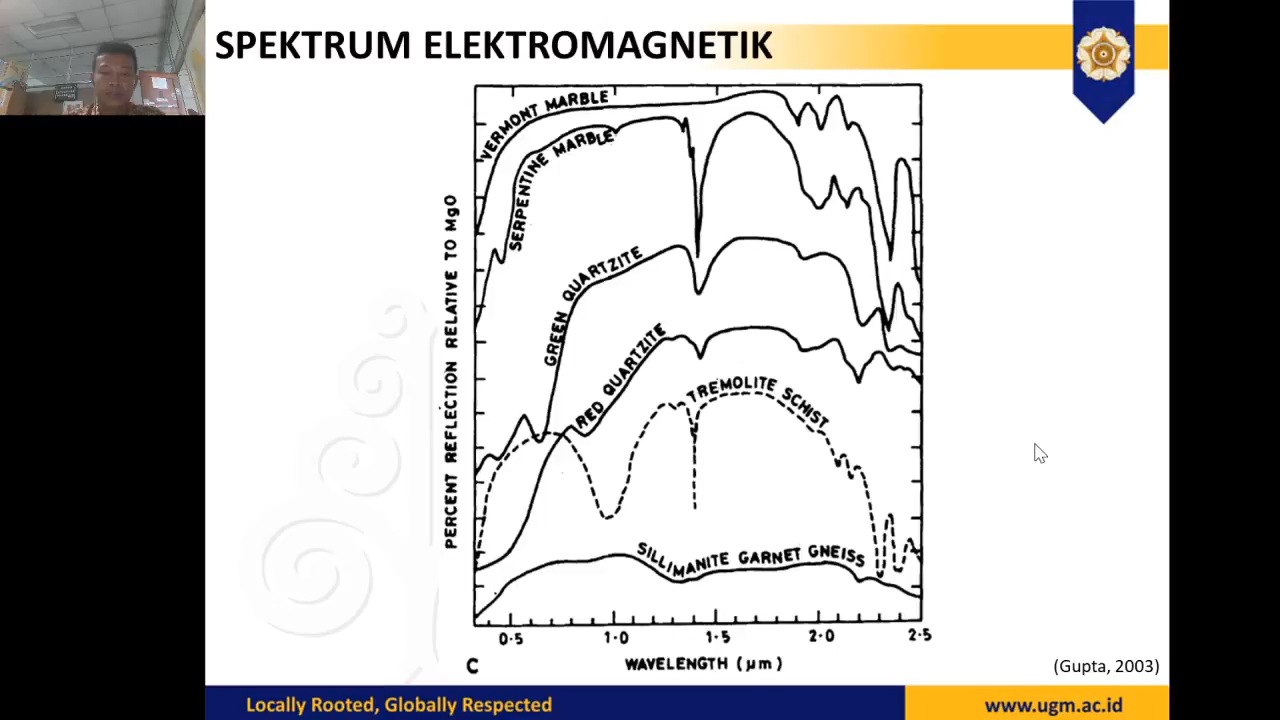 SPEKTRUM ELEKTROMAGNETIK
VERMONT MARBLE
SERPENTINE MARBLE
GREEN QUARTZITE
RED QUARTZITE
TREMOLITE SCHIST
SILLIMANITE GARNET GNEISS
PERCENT REFLECTION RELATIVE TO MgO
0.5 1.0 1.5 2.0 2.5
C WAVELENGTH (µm)
(Gupta, 2003)
Locally Rooted, Globally Respected
www.ugm.ac.id